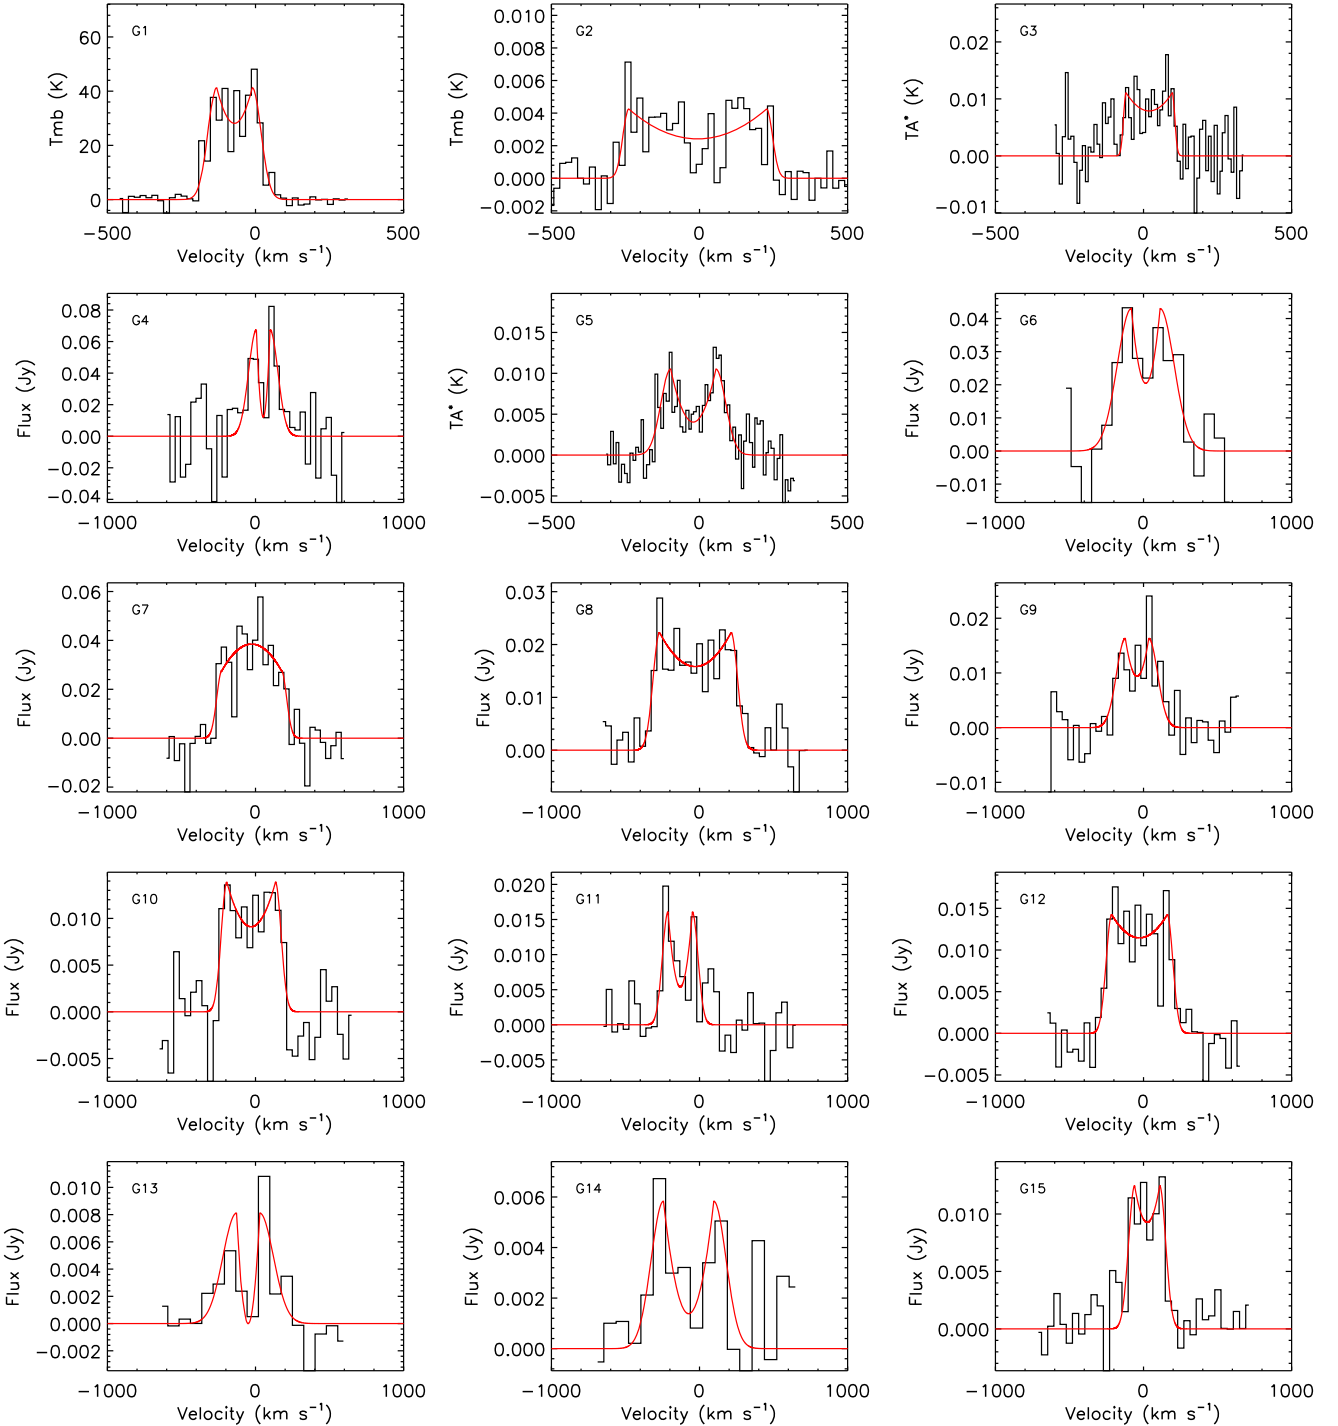 G1
Tmb (K)
60
40
20
0
−500 0 500
Velocity (km s⁻¹)
G2
Tmb (K)
0.010
0.008
0.006
0.004
0.002
0.000
−0.002
−500 0 500
Velocity (km s⁻¹)
G3
TA* (K)
0.02
0.01
0.00
−0.01
−500 0 500
Velocity (km s⁻¹)
G4
Flux (Jy)
0.08
0.06
0.04
0.02
0.00
−0.02
−0.04
−1000 0 1000
Velocity (km s⁻¹)
G5
TA* (K)
0.015
0.010
0.005
0.000
−0.005
−500 0 500
Velocity (km s⁻¹)
G6
Flux (Jy)
0.04
0.03
0.02
0.01
0.00
−0.01
−1000 0 1000
Velocity (km s⁻¹)
G7
Flux (Jy)
0.06
0.04
0.02
0.00
−0.02
−1000 0 1000
Velocity (km s⁻¹)
G8
Flux (Jy)
0.03
0.02
0.01
0.00
−1000 0 1000
Velocity (km s⁻¹)
G9
Flux (Jy)
0.02
0.01
0.00
−0.01
−1000 0 1000
Velocity (km s⁻¹)
G10
Flux (Jy)
0.010
0.005
0.000
−0.005
−1000 0 1000
Velocity (km s⁻¹)
G11
Flux (Jy)
0.020
0.015
0.010
0.005
0.000
−0.005
−1000 0 1000
Velocity (km s⁻¹)
G12
Flux (Jy)
0.015
0.010
0.005
0.000
−0.005
−1000 0 1000
Velocity (km s⁻¹)
G13
Flux (Jy)
0.010
0.008
0.006
0.004
0.002
0.000
−0.002
−1000 0 1000
Velocity (km s⁻¹)
G14
Flux (Jy)
0.006
0.004
0.002
0.000
−1000 0 1000
Velocity (km s⁻¹)
G15
Flux (Jy)
0.010
0.005
0.000
−1000 0 1000
Velocity (km s⁻¹)